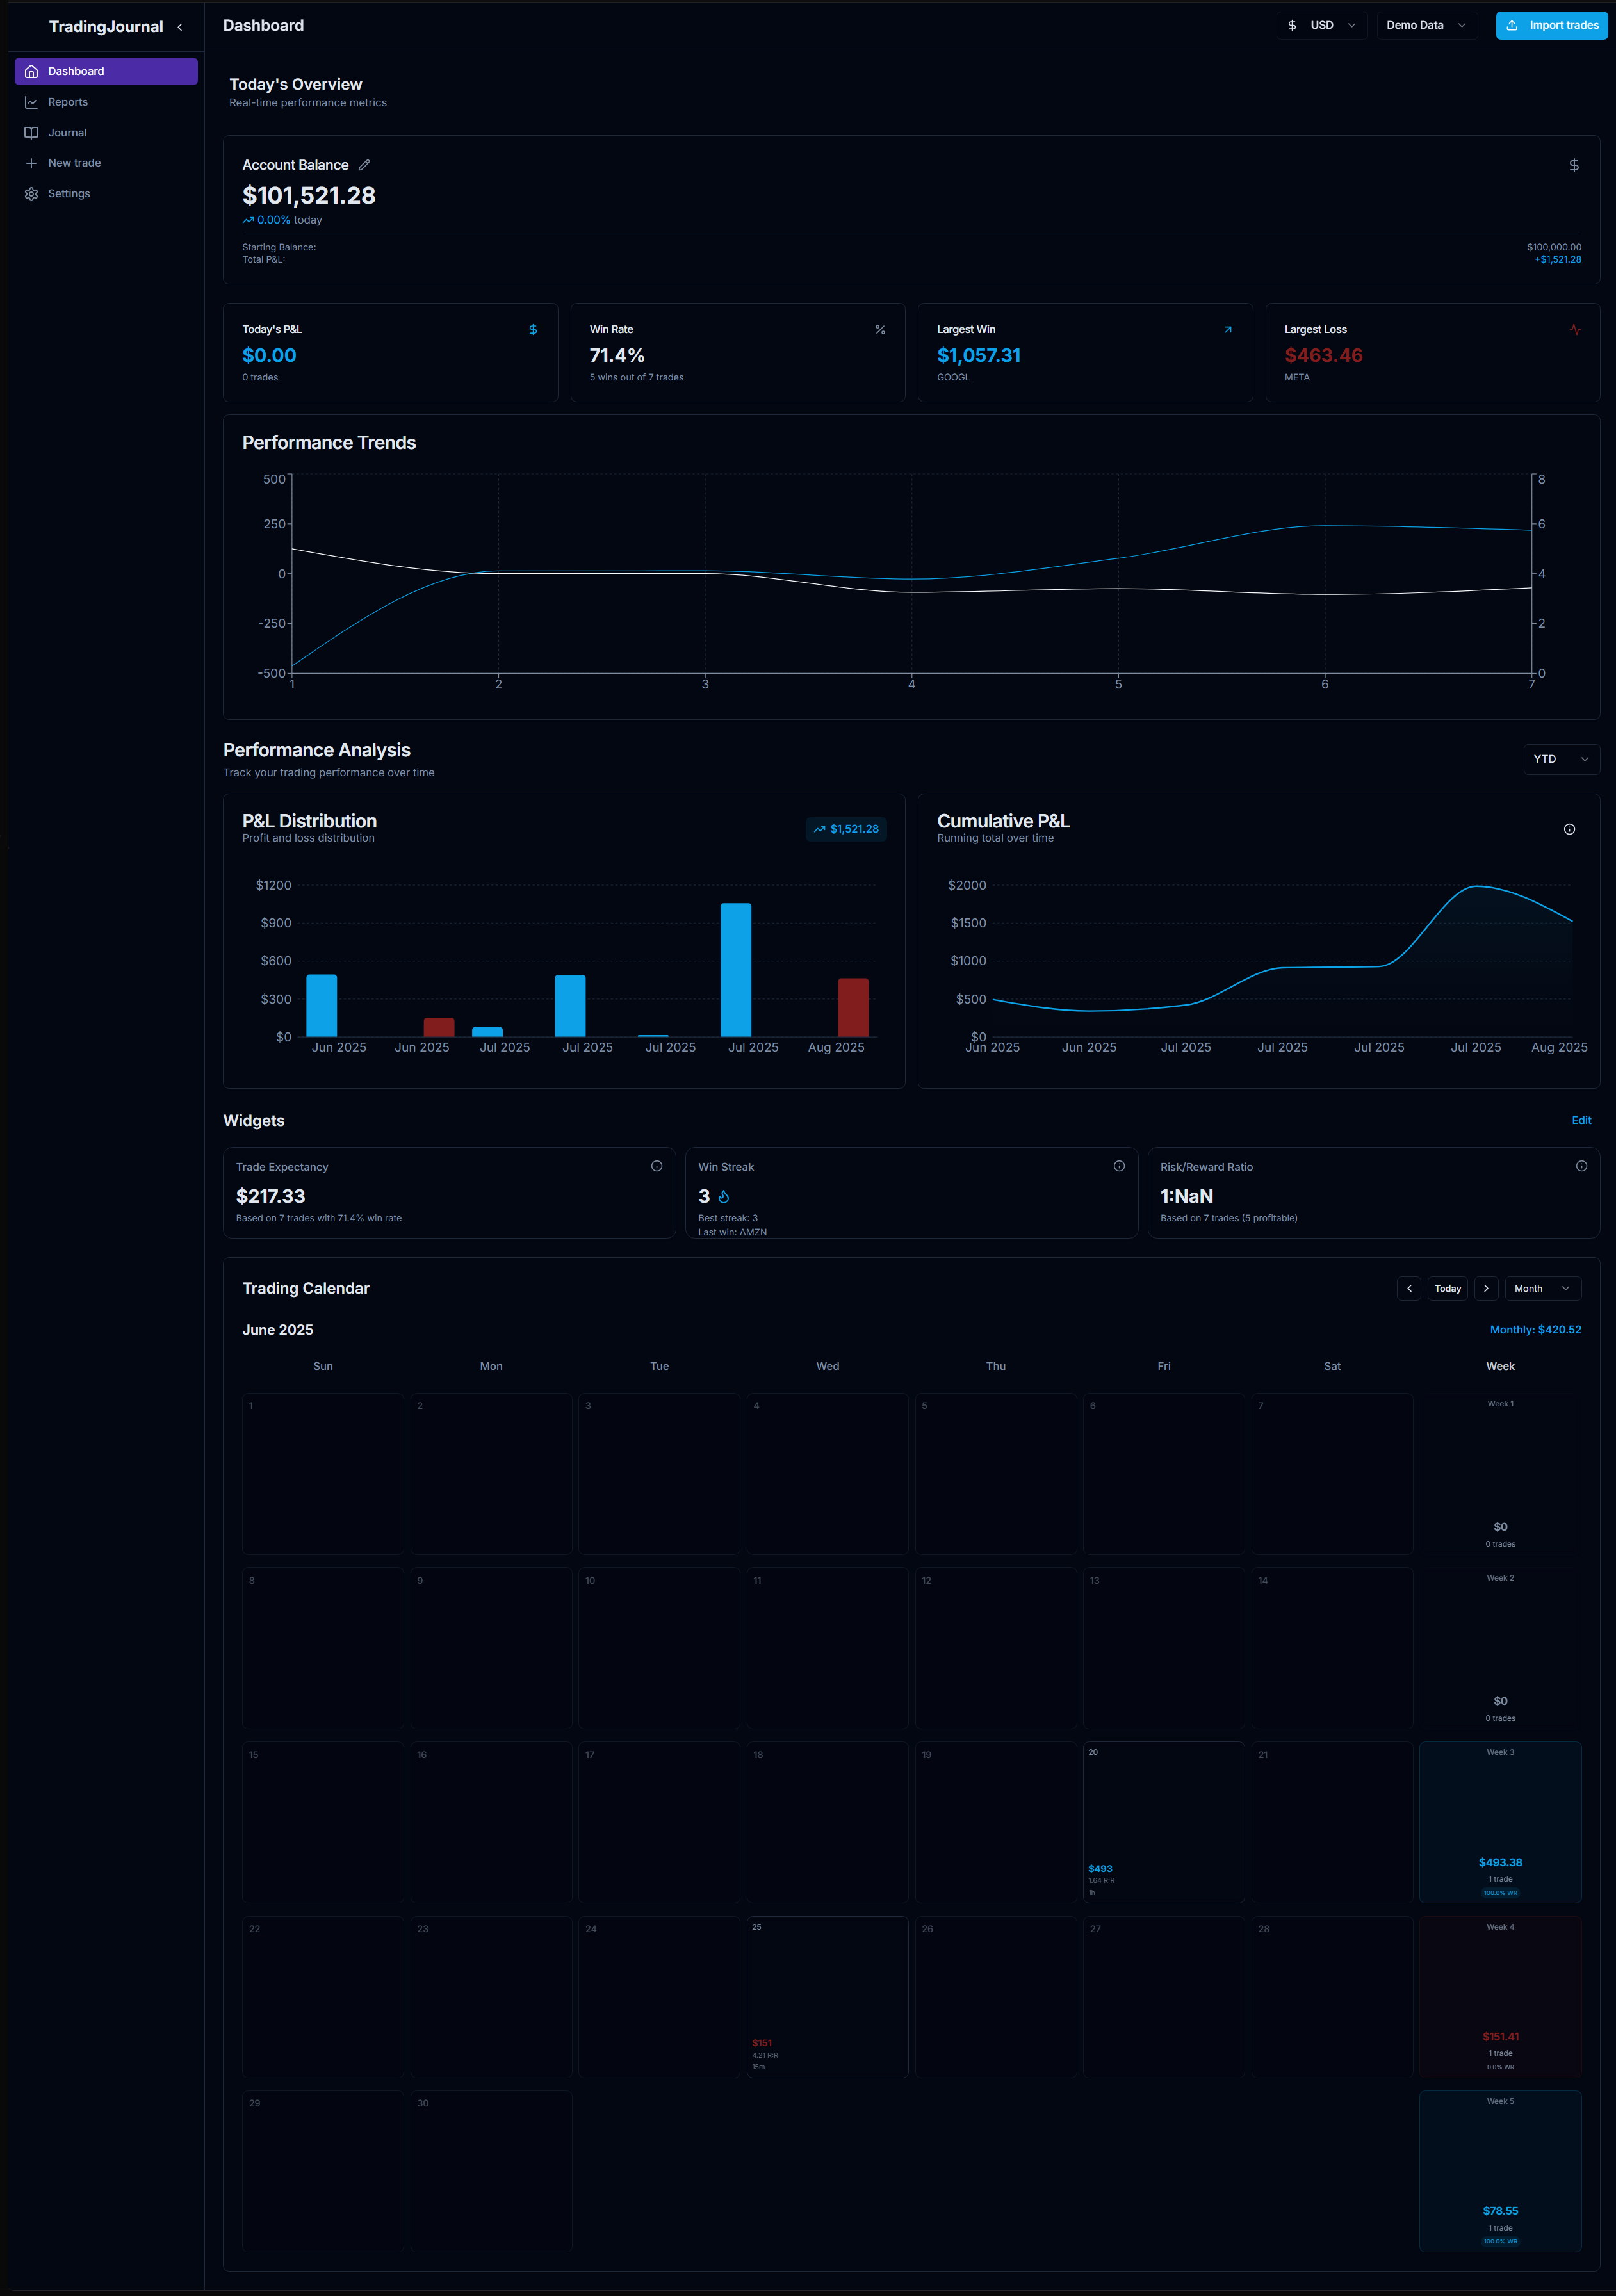 TradingJournal
Dashboard
Reports
Journal
New trade
Settings
Dashboard
USD
Demo Data
Import trades
Today's Overview
Real-time performance metrics
Account Balance
$101,521.28
0.00% today
Starting Balance: $100,000.00
Total P&L: +$1,521.28
Today's P&L
$0.00
0 trades
Win Rate
71.4%
5 wins out of 7 trades
Largest Win
$1,057.31
GOOGL
Largest Loss
$463.46
META
Performance Trends
500
250
0
-250
-500
8
6
4
2
0
1 2 3 4 5 6 7
Performance Analysis
Track your trading performance over time
YTD
P&L Distribution
Profit and loss distribution
$1,521.28
$1200
$900
$600
$300
$0
Jun 2025 Jun 2025 Jul 2025 Jul 2025 Jul 2025 Jul 2025 Aug 2025
Cumulative P&L
Running total over time
$2000
$1500
$1000
$500
$0
Jun 2025 Jun 2025 Jul 2025 Jul 2025 Jul 2025 Jul 2025 Aug 2025
Widgets
Edit
Trade Expectancy
$217.33
Based on 7 trades with 71.4% win rate
Win Streak
3
Best streak: 3
Last win: AMZN
Risk/Reward Ratio
1:NaN
Based on 7 trades (5 profitable)
Trading Calendar
Today
Month
June 2025
Monthly: $420.52
Sun Mon Tue Wed Thu Fri Sat Week
1 2 3 4 5 6 7 Week 1
$0
0 trades
8 9 10 11 12 13 14 Week 2
$0
0 trades
15 16 17 18 19 20 21 Week 3
$493
1.64 R:R
1h
$493.38
1 trade
100.0% WR
22 23 24 25 26 27 28 Week 4
$151
4.21 R:R
15m
$151.41
1 trade
0.0% WR
29 30 Week 5
$78.55
1 trade
100.0% WR